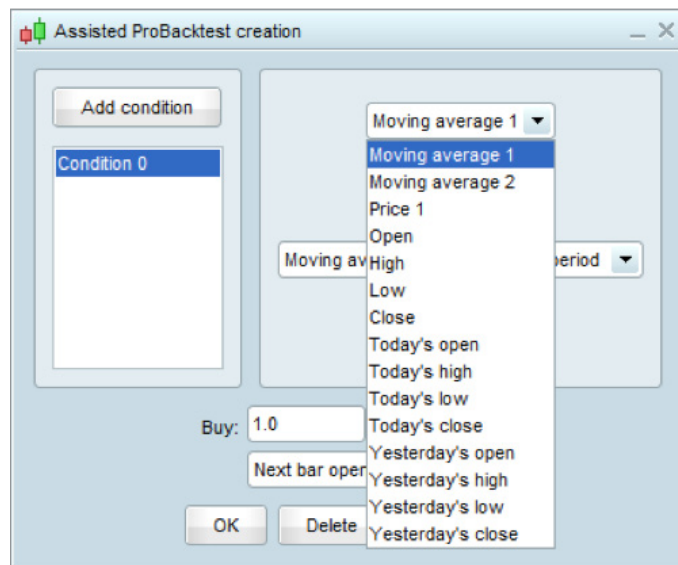 Assisted ProBacktest creation
Add condition
Condition 0
Moving average 1
Moving average 1
Moving average 2
Price 1
Open
Moving av
High
period
Low
Close
Today's open
Today's high
Today's low
Buy: 1.0
Today's close
Yesterday's open
Next bar open
Yesterday's high
Yesterday's low
OK
Delete
Yesterday's close